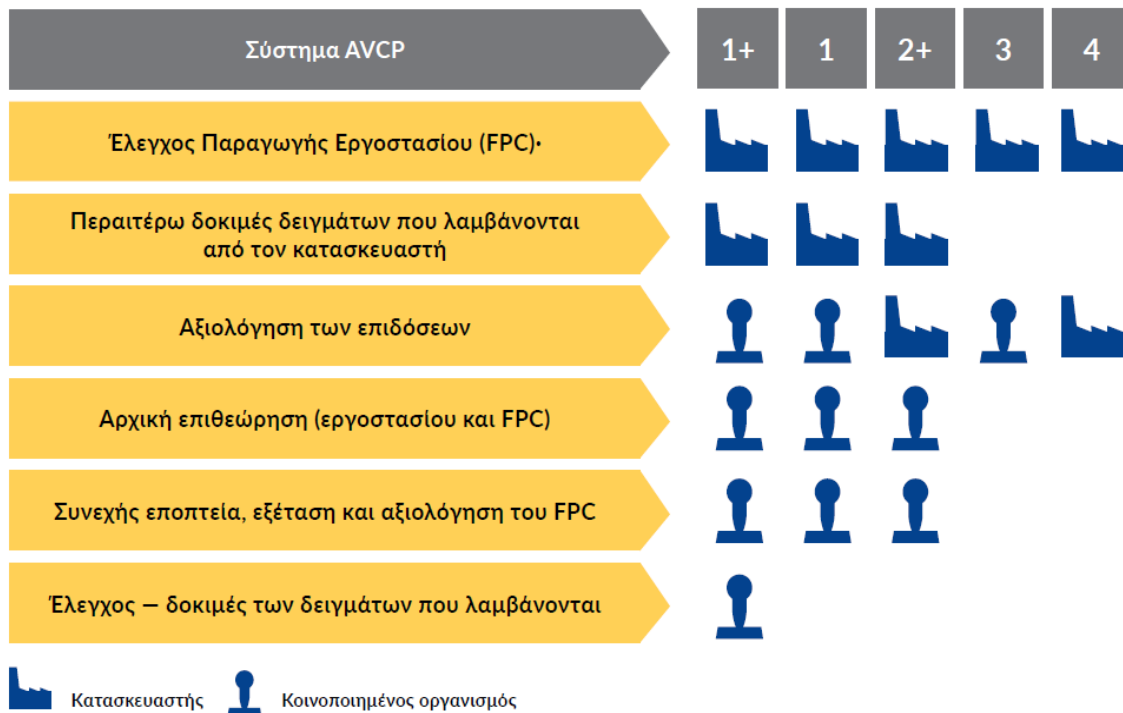 Σύστημα AVCP
1+ 1 2+ 3 4
Έλεγχος Παραγωγής Εργοστασίου (FPC)·
Περαιτέρω δοκιμές δειγμάτων που λαμβάνονται
από τον κατασκευαστή
Αξιολόγηση των επιδόσεων
Αρχική επιθεώρηση (εργοστασίου και FPC)
Συνεχής εποπτεία, εξέταση και αξιολόγηση του FPC
Έλεγχος — δοκιμές των δειγμάτων που λαμβάνονται
Κατασκευαστής Κοινοποιημένος οργανισμός